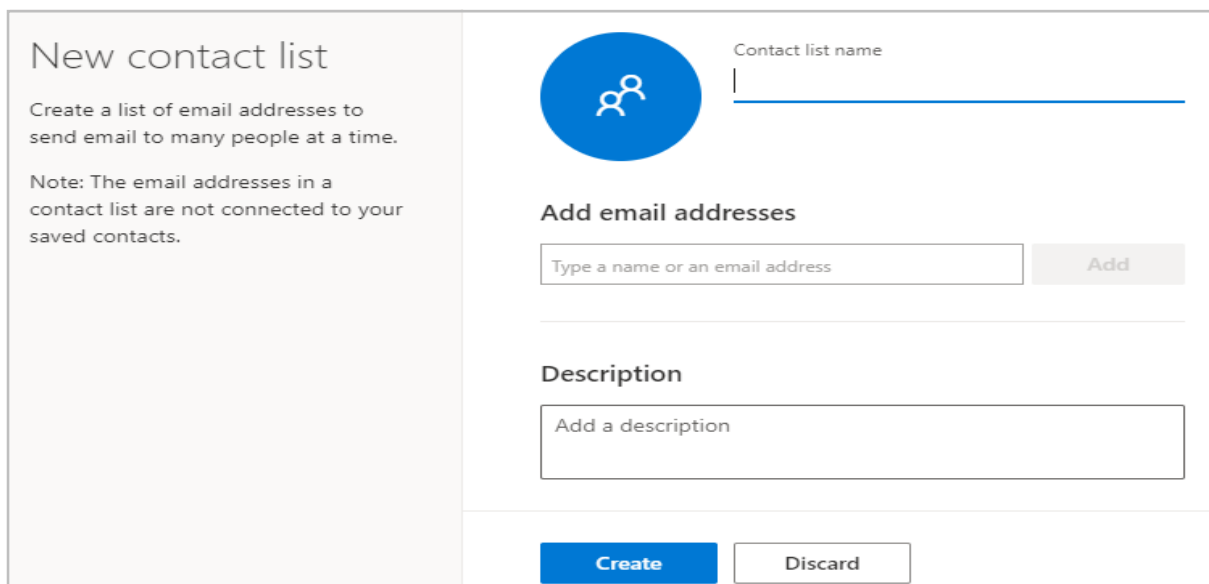 New contact list
Create a list of email addresses to
send email to many people at a time.
Note: The email addresses in a
contact list are not connected to your
saved contacts.
Contact list name
Add email addresses
Type a name or an email address
Add
Description
Add a description
Create
Discard